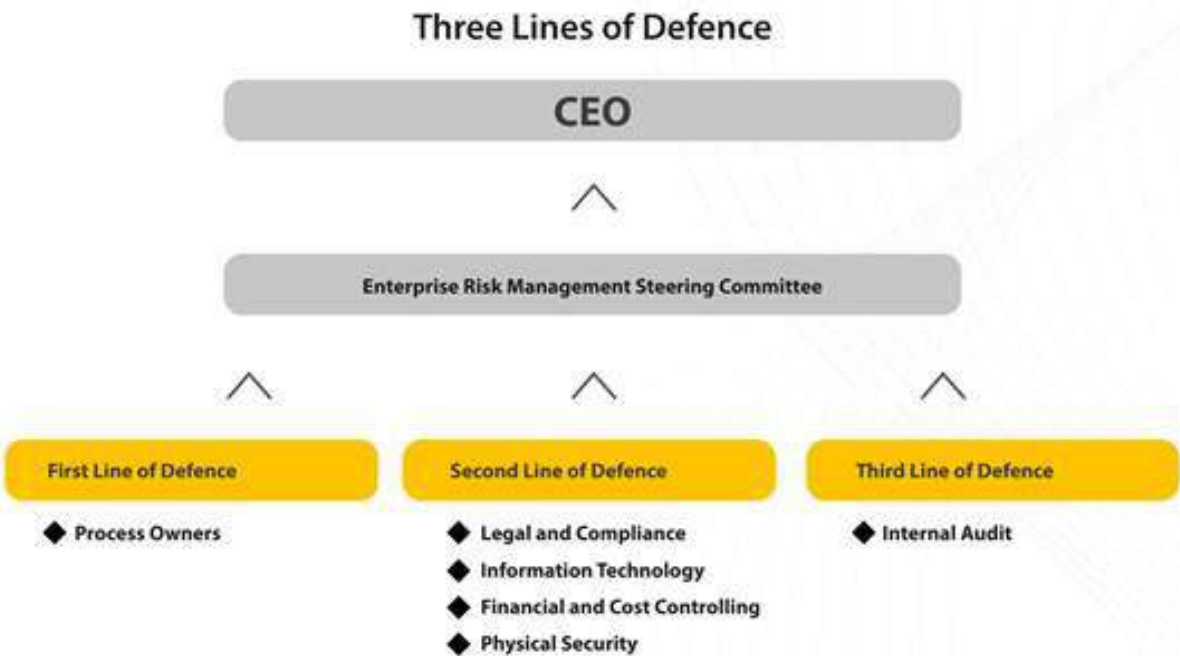 Three Lines of Defence
CEO
Enterprise Risk Management Steering Committee
First Line of Defence
Process Owners
Second Line of Defence
Legal and Compliance
Information Technology
Financial and Cost Controlling
Physical Security
Third Line of Defence
Internal Audit